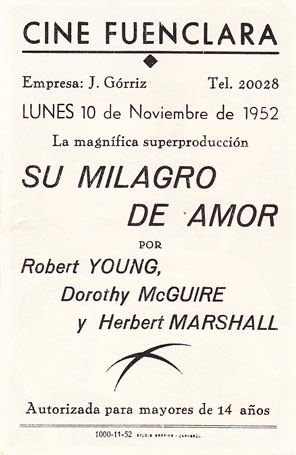 CINE FUENCLARA
Empresa: J. Górriz Tel. 20028
LUNES 10 de Noviembre de 1952
La magnífica superproducción
SU MILAGRO
DE AMOR
POR
Robert YOUNG,
Dorothy McGUIRE
y Herbert MARSHALL
Autorizada para mayores de 14 años
1000-11-52